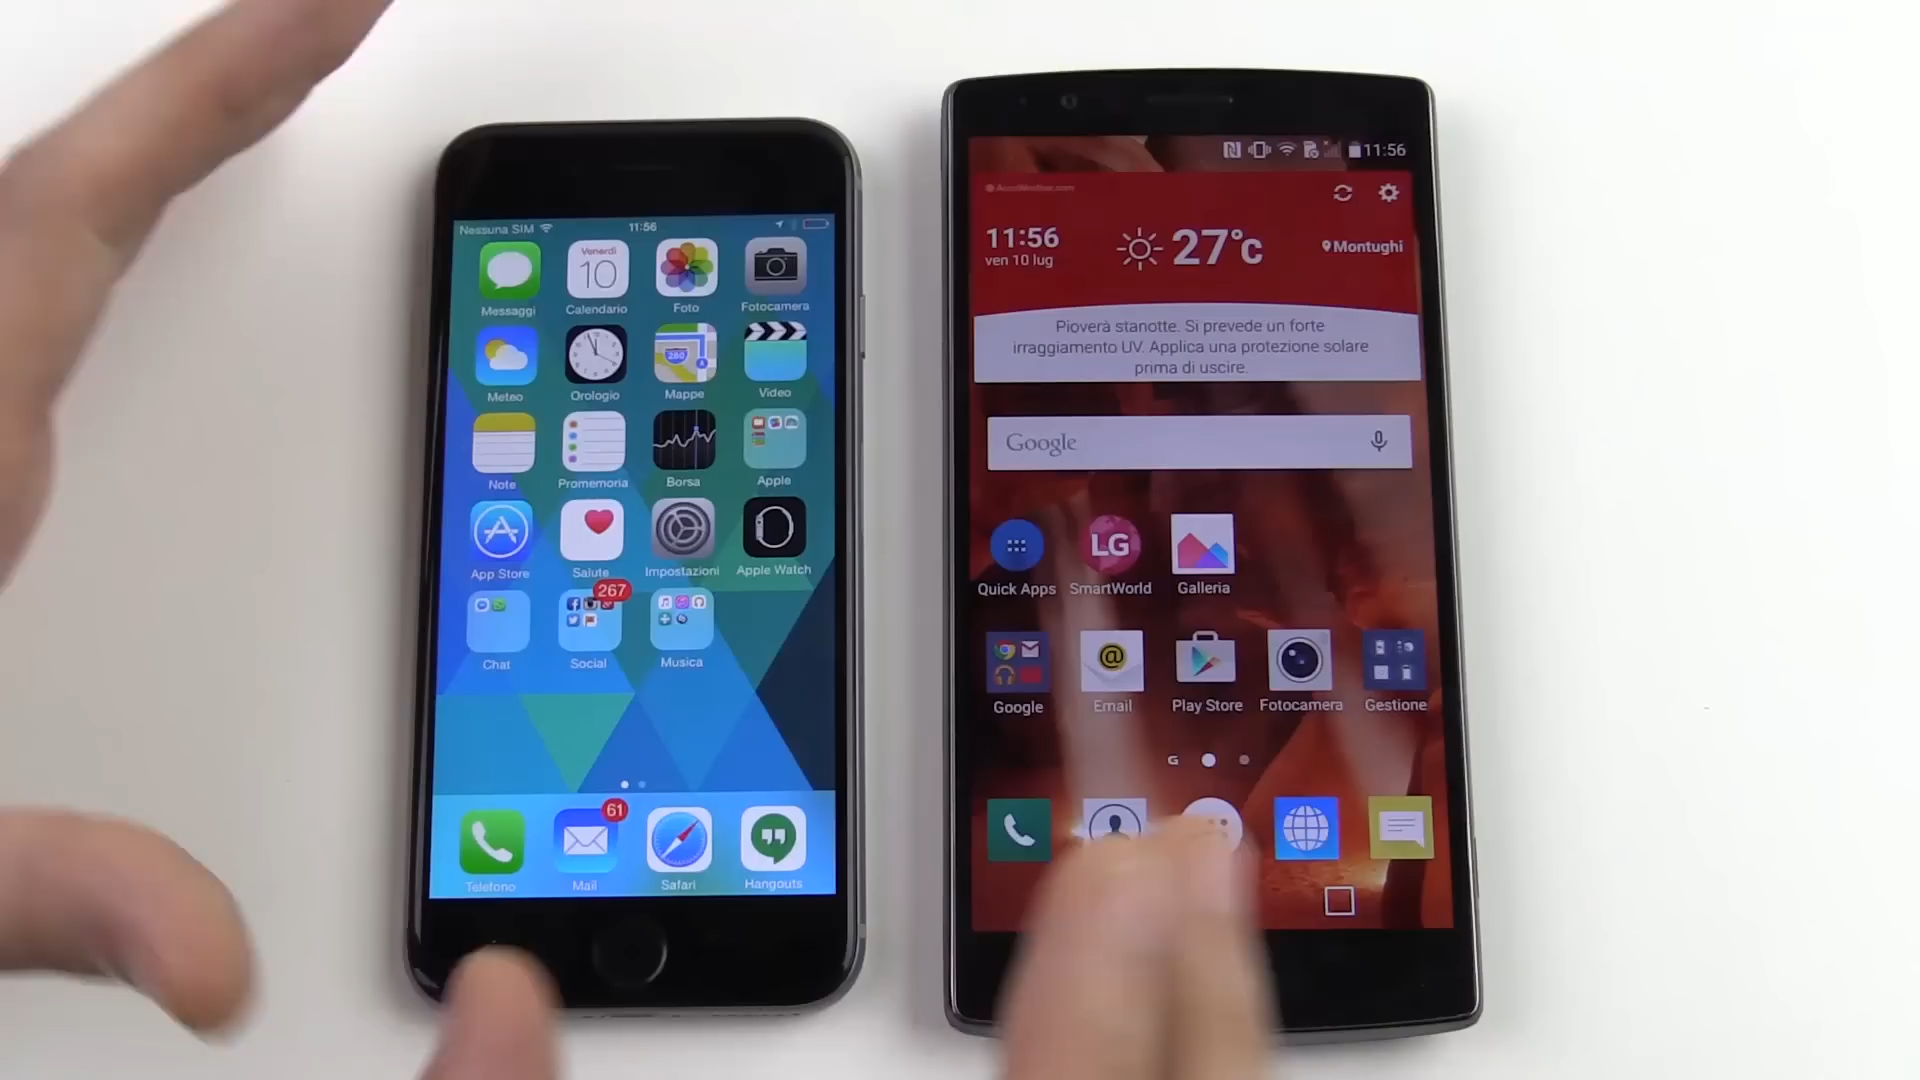 Nessuna SIM
11:56
Messaggi
Venerdì
10
Calendario
Foto
Fotocamera
Meteo
Orologio
280
Mappe
Video
Note
Promemoria
Borsa
Apple
App Store
Salute
Impostazioni
Apple Watch
267
Chat
Social
Musica
61
Telefono
Mail
Safari
Hangouts
11:56
AccuWeather.com
11:56
ven 10 lug
27°c
Montughi
Pioverà stanotte. Si prevede un forte
irraggiamento UV. Applica una protezione solare
prima di uscire.
Google
Quick Apps
LG
SmartWorld
Galleria
Google
@
Email
Play Store
Fotocamera
Gestione
G